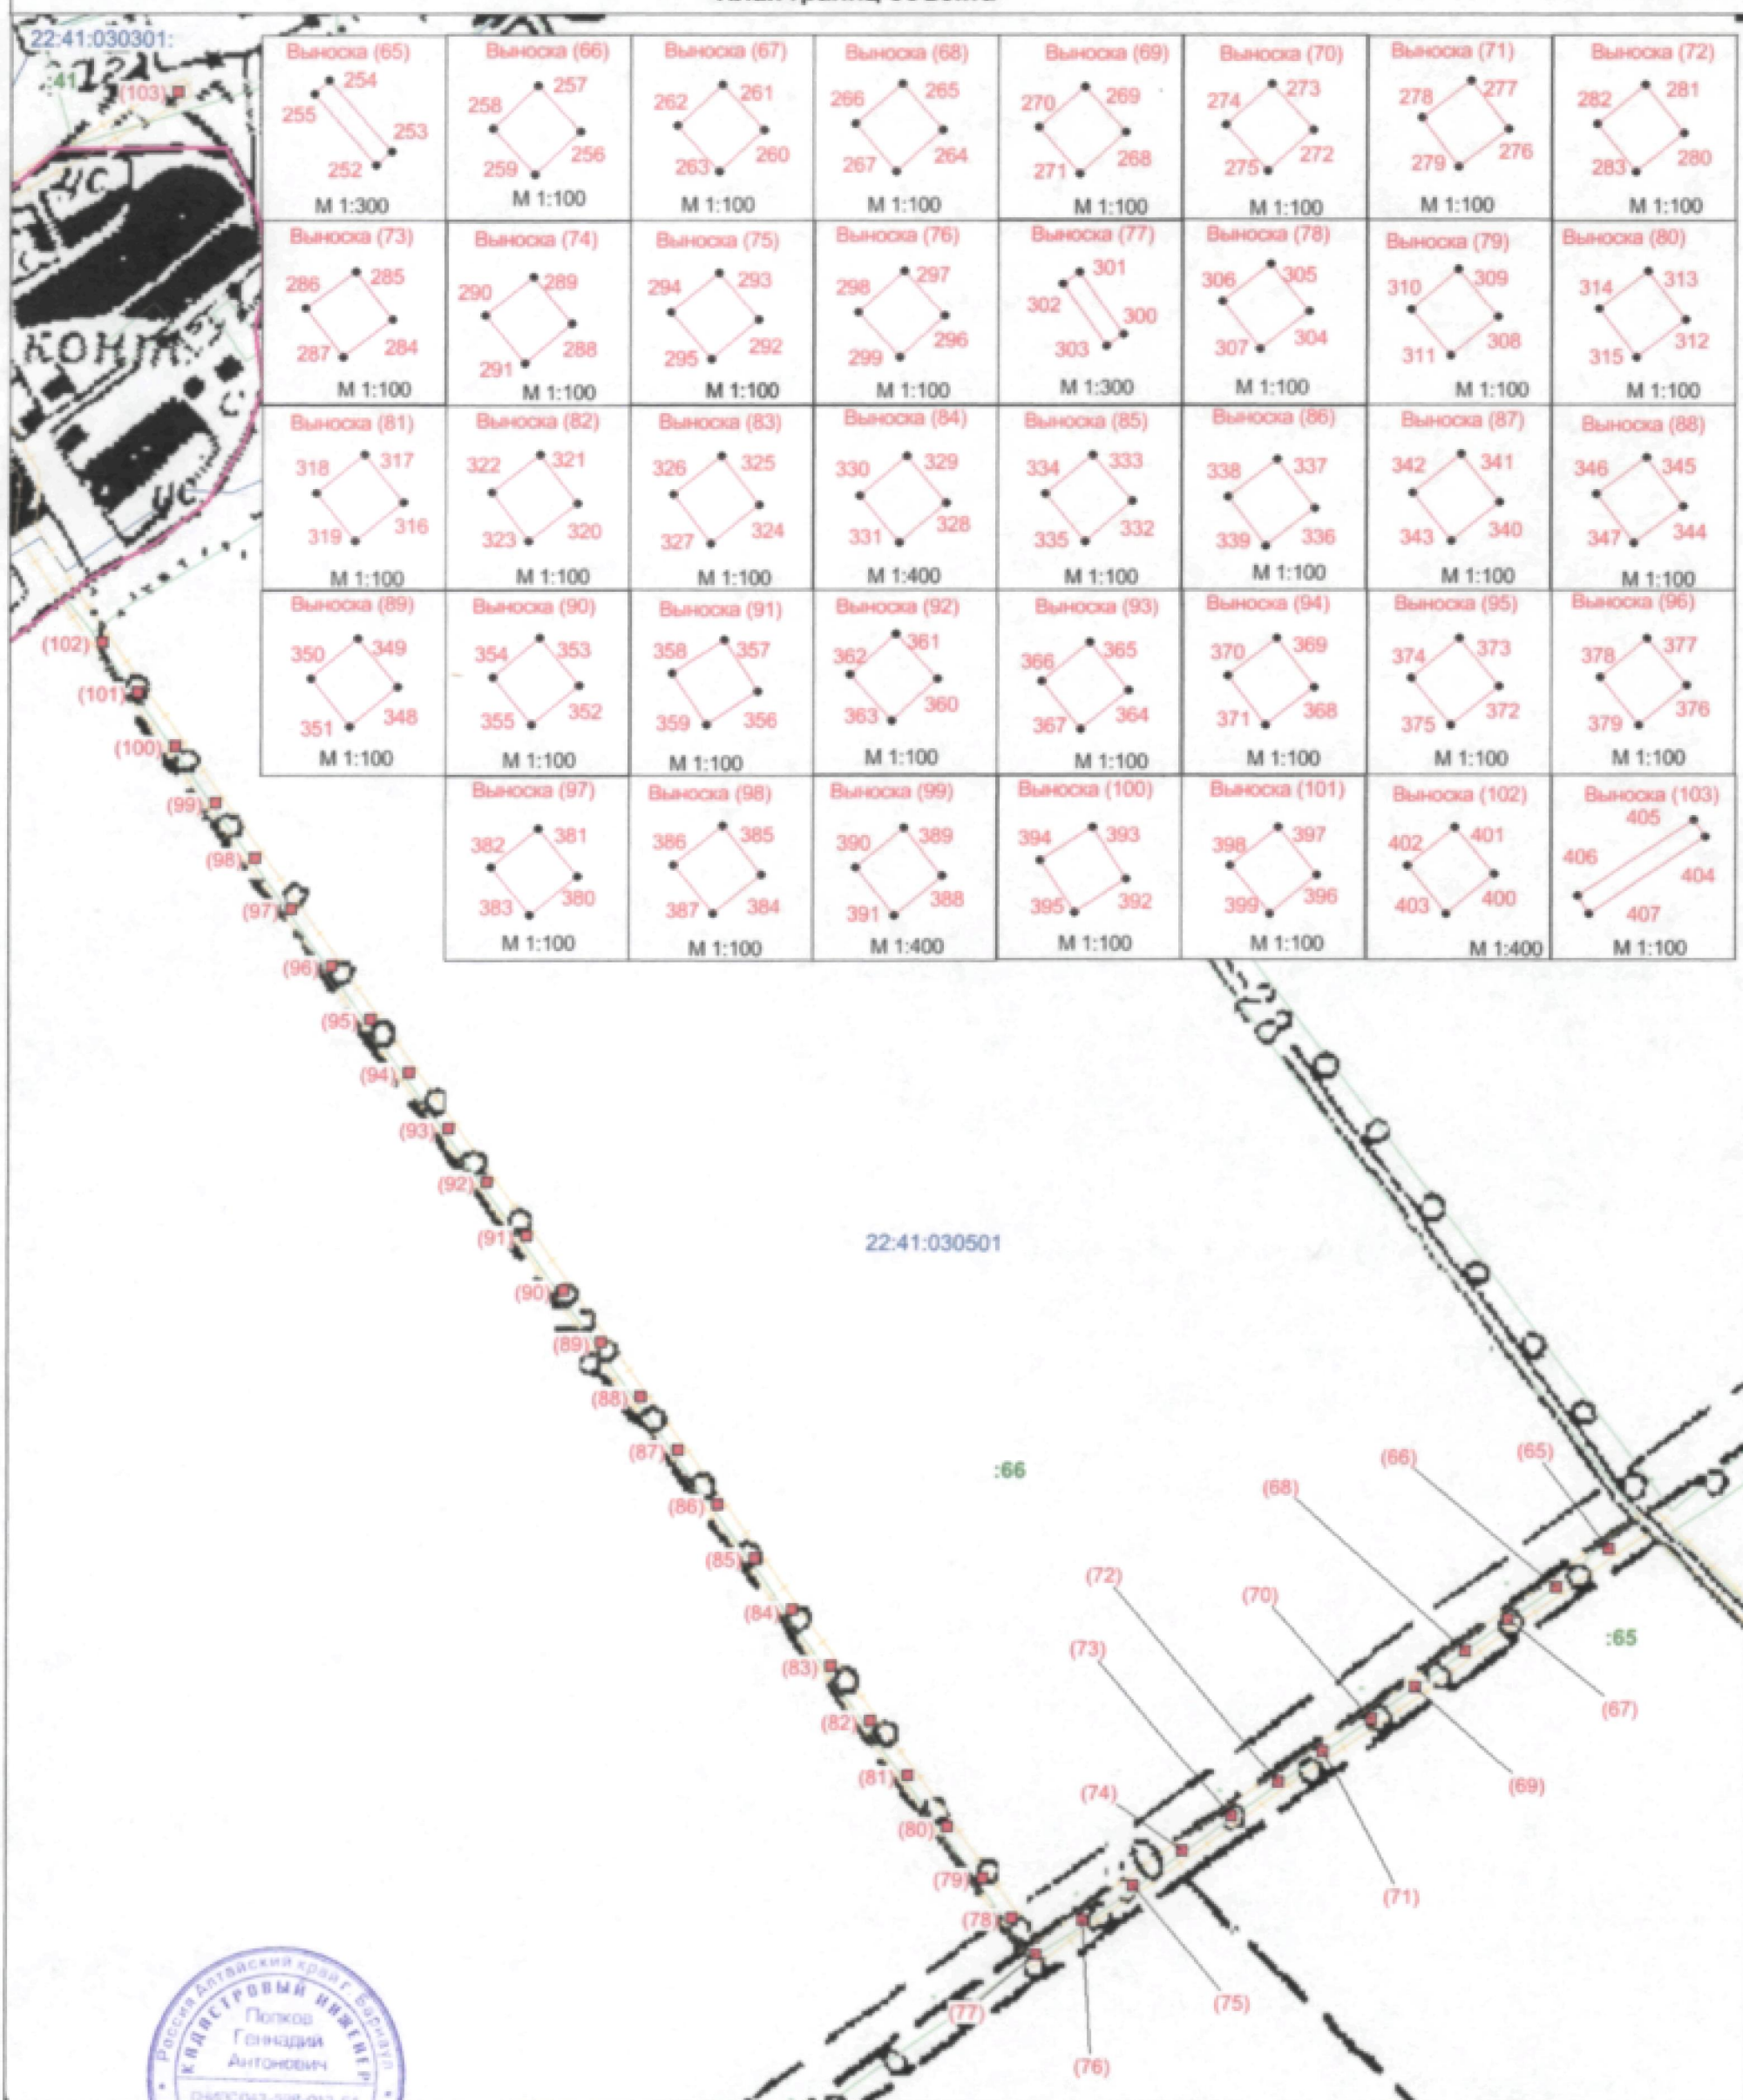 22:41:030301:
:41
(103)
Выноска (65)
254
255
253
252
М 1:300
Выноска (66)
257
258
256
259
М 1:100
Выноска (67)
261
262
260
263
М 1:100
Выноска (68)
265
266
264
267
М 1:100
Выноска (69)
269
270
268
271
М 1:100
Выноска (70)
273
274
272
275
М 1:100
Выноска (71)
277
278
276
279
М 1:100
Выноска (72)
281
282
280
283
М 1:100
Выноска (73)
285
286
284
287
М 1:100
Выноска (74)
289
290
288
291
М 1:100
Выноска (75)
293
294
292
295
М 1:100
Выноска (76)
297
298
296
299
М 1:100
Выноска (77)
301
302
300
303
М 1:300
Выноска (78)
305
306
304
307
М 1:100
Выноска (79)
309
310
308
311
М 1:100
Выноска (80)
313
314
312
315
М 1:100
Выноска (81)
317
318
316
319
М 1:100
Выноска (82)
321
322
320
323
М 1:100
Выноска (83)
325
326
324
327
М 1:100
Выноска (84)
329
330
328
331
М 1:400
Выноска (85)
333
334
332
335
М 1:100
Выноска (86)
337
338
336
339
М 1:100
Выноска (87)
341
342
340
343
М 1:100
Выноска (88)
345
346
344
347
М 1:100
Выноска (89)
349
350
348
351
М 1:100
Выноска (90)
353
354
352
355
М 1:100
Выноска (91)
357
358
356
359
М 1:100
Выноска (92)
361
362
360
363
М 1:100
Выноска (93)
365
366
364
367
М 1:100
Выноска (94)
369
370
368
371
М 1:100
Выноска (95)
373
374
372
375
М 1:100
Выноска (96)
377
378
376
379
М 1:100
Выноска (97)
381
382
380
383
М 1:100
Выноска (98)
385
386
384
387
М 1:100
Выноска (99)
389
390
388
391
М 1:400
Выноска (100)
393
394
392
395
М 1:100
Выноска (101)
397
398
396
399
М 1:100
Выноска (102)
401
402
400
403
М 1:400
Выноска (103)
405
406
404
407
М 1:100
ЧС
ЧС
С
(102)
(101)
(100)
(99)
(98)
(97)
(96)
(95)
(94)
(93)
(92)
(91)
(90)
(89)
(88)
(87)
(86)
(85)
(84)
(83)
(82)
(81)
(80)
(79)
(78)
22:41:030501
:66
:65
(65)
(66)
(68)
(72)
(70)
(73)
(67)
(69)
(74)
(71)
(75)
(77)
(76)
Россия Алтайский край г. Барнаул
КАДАСТРОВЫЙ ИНЖЕНЕР
Попков
Геннадий
Антонович